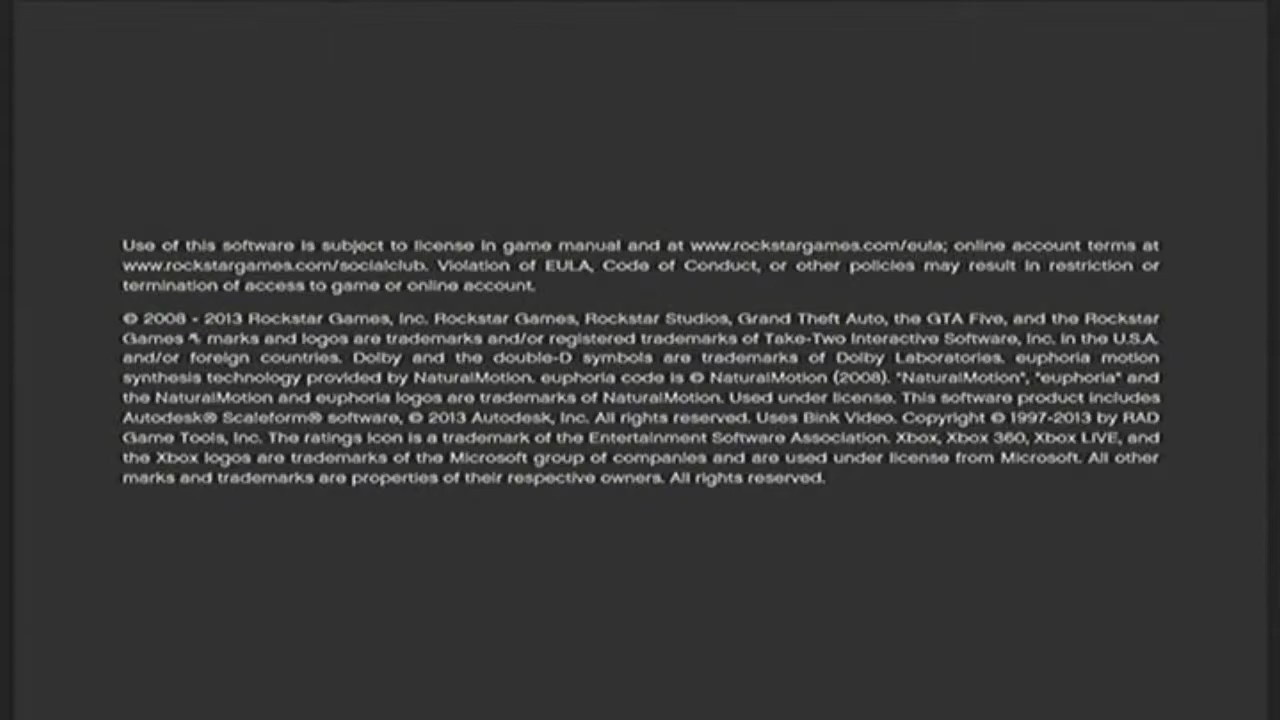 Use of this software is subject to license in game manual and at www.rockstargames.com/eula; online account terms at
www.rockstargames.com/socialclub. Violation of EULA, Code of Conduct, or other policies may result in restriction or
termination of access to game or online account.
© 2008 - 2013 Rockstar Games, Inc. Rockstar Games, Rockstar Studios, Grand Theft Auto, the GTA Five, and the Rockstar
Games marks and logos are trademarks and/or registered trademarks of Take-Two Interactive Software, Inc. in the U.S.A.
and/or foreign countries. Dolby and the double-D symbols are trademarks of Dolby Laboratories. euphoria motion
synthesis technology provided by NaturalMotion. euphoria code is © NaturalMotion (2008). "NaturalMotion", "euphoria" and
the NaturalMotion and euphoria logos are trademarks of NaturalMotion. Used under license. This software product includes
Autodesk® Scaleform® software, © 2013 Autodesk, Inc. All rights reserved. Uses Bink Video. Copyright © 1997-2013 by RAD
Game Tools, Inc. The ratings icon is a trademark of the Entertainment Software Association. Xbox, Xbox 360, Xbox LIVE, and
the Xbox logos are trademarks of the Microsoft group of companies and are used under license from Microsoft. All other
marks and trademarks are properties of their respective owners. All rights reserved.